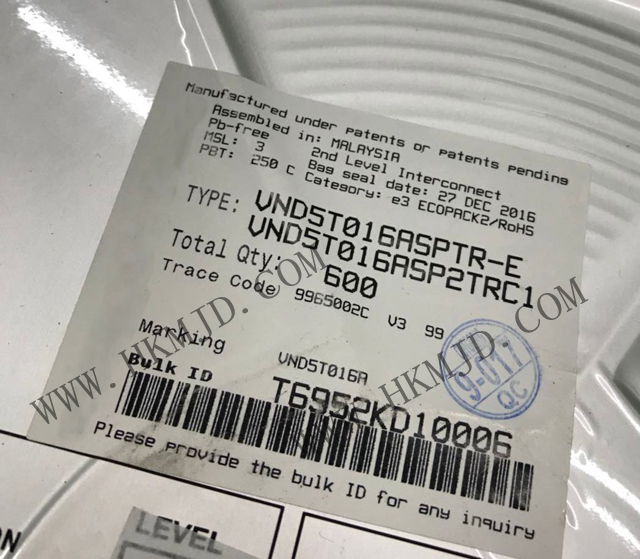 Manufactured under patents or patents pending
Assembled in: MALAYSIA
Pb-free 2nd Level Interconnect
MSL: 3 Bag seal date: 27 DEC 2016
PBT: 250 C Category: e3 ECOPACK2/RoHS
TYPE: VND5T016ASPTR-E
VND5T016ASP2TRC1
Total Qty: 600
Trace Code 9965002C V3 99
Marking VND5T016A
Bulk ID T6952KD10006
Please provide the bulk ID for any inquiry
9-017
QC
WWW.HKMJD.COM
WWW.HKMJD.COM
LEVEL
ON